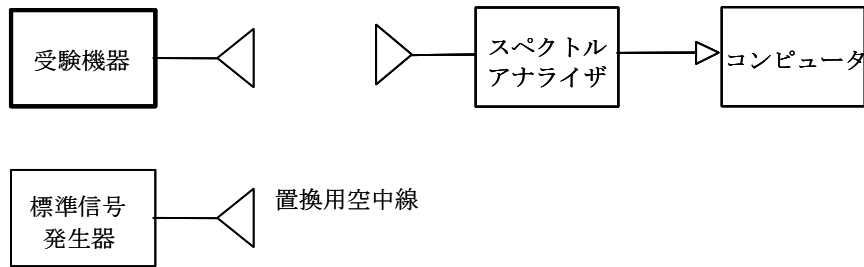 受験機器
スペクトル
アナライザ
コンピュータ
標準信号
発生器
置換用空中線